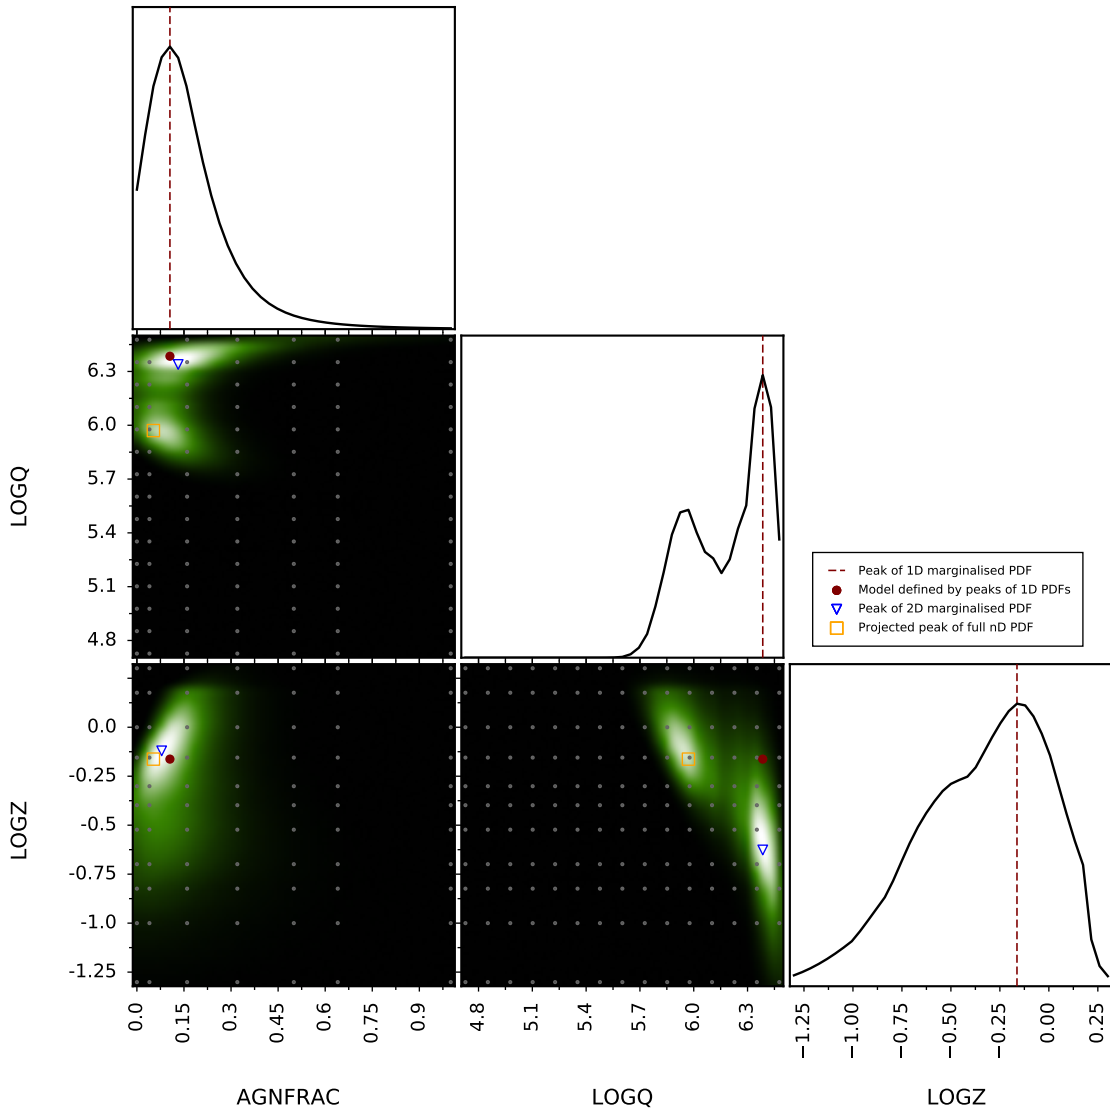 6.3
6.0
5.7
5.4
5.1
4.8
LOGQ
Peak of 1D marginalised PDF
Model defined by peaks of 1D PDFs
Peak of 2D marginalised PDF
Projected peak of full nD PDF
0.0
-0.25
-0.5
-0.75
-1.0
-1.25
LOGZ
0.0 0.15 0.3 0.45 0.6 0.75 0.9
4.8 5.1 5.4 5.7 6.0 6.3
−1.25 −1.00 −0.75 −0.50 −0.25 0.00 0.25
AGNFRAC LOGQ LOGZ